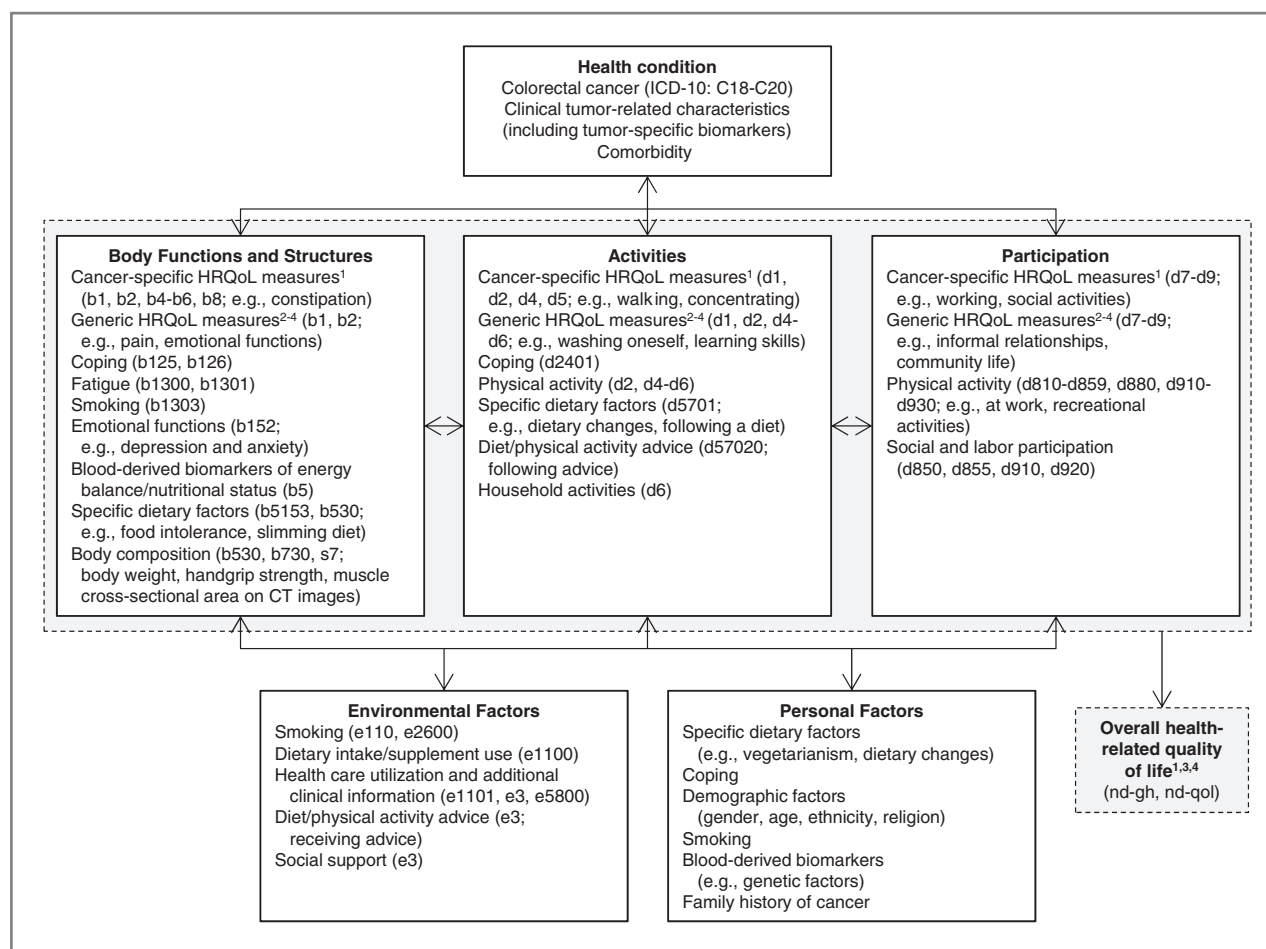 Health condition
Colorectal cancer (ICD-10: C18-C20)
Clinical tumor-related characteristics
(including tumor-specific biomarkers)
Comorbidity
Body Functions and Structures
Cancer-specific HRQoL measures¹
(b1, b2, b4-b6, b8; e.g., constipation)
Generic HRQoL measures²⁻⁴ (b1, b2;
e.g., pain, emotional functions)
Coping (b125, b126)
Fatigue (b1300, b1301)
Smoking (b1303)
Emotional functions (b152;
e.g., depression and anxiety)
Blood-derived biomarkers of energy
balance/nutritional status (b5)
Specific dietary factors (b5153, b530;
e.g., food intolerance, slimming diet)
Body composition (b530, b730, s7;
body weight, handgrip strength, muscle
cross-sectional area on CT images)
Activities
Cancer-specific HRQoL measures¹ (d1,
d2, d4, d5; e.g., walking, concentrating)
Generic HRQoL measures²⁻⁴ (d1, d2, d4-
d6; e.g., washing oneself, learning skills)
Coping (d2401)
Physical activity (d2, d4-d6)
Specific dietary factors (d5701;
e.g., dietary changes, following a diet)
Diet/physical activity advice (d57020;
following advice)
Household activities (d6)
Participation
Cancer-specific HRQoL measures¹ (d7-d9;
e.g., working, social activities)
Generic HRQoL measures²⁻⁴ (d7-d9;
e.g., informal relationships,
community life)
Physical activity (d810-d859, d880, d910-
d930; e.g., at work, recreational
activities)
Social and labor participation
(d850, d855, d910, d920)
Environmental Factors
Smoking (e110, e2600)
Dietary intake/supplement use (e1100)
Health care utilization and additional
clinical information (e1101, e3, e5800)
Diet/physical activity advice (e3;
receiving advice)
Social support (e3)
Personal Factors
Specific dietary factors
(e.g., vegetarianism, dietary changes)
Coping
Demographic factors
(gender, age, ethnicity, religion)
Smoking
Blood-derived biomarkers
(e.g., genetic factors)
Family history of cancer
Overall health-
related quality
of life¹,³,⁴
(nd-gh, nd-qol)